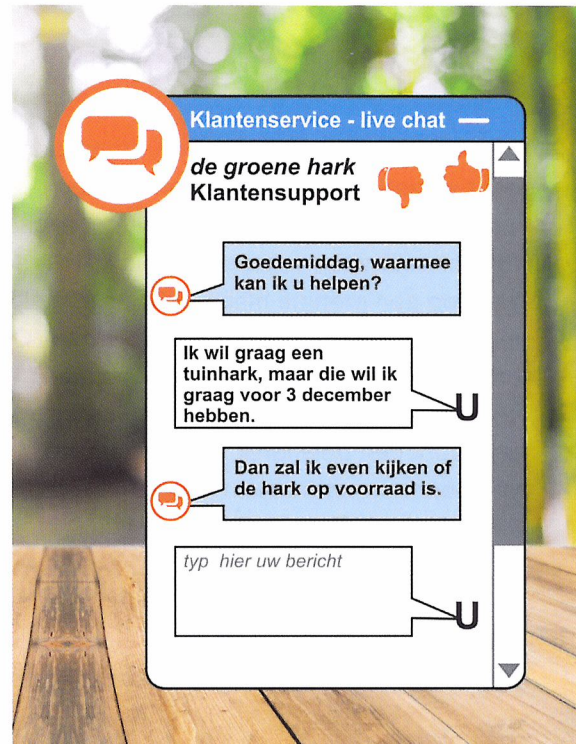 Klantenservice - live chat
de groene hark
Klantensupport
Goedemiddag, waarmee
kan ik u helpen?
Ik wil graag een
tuinhark, maar die wil ik
graag voor 3 december
hebben.
U
Dan zal ik even kijken of
de hark op voorraad is.
typ hier uw bericht
U